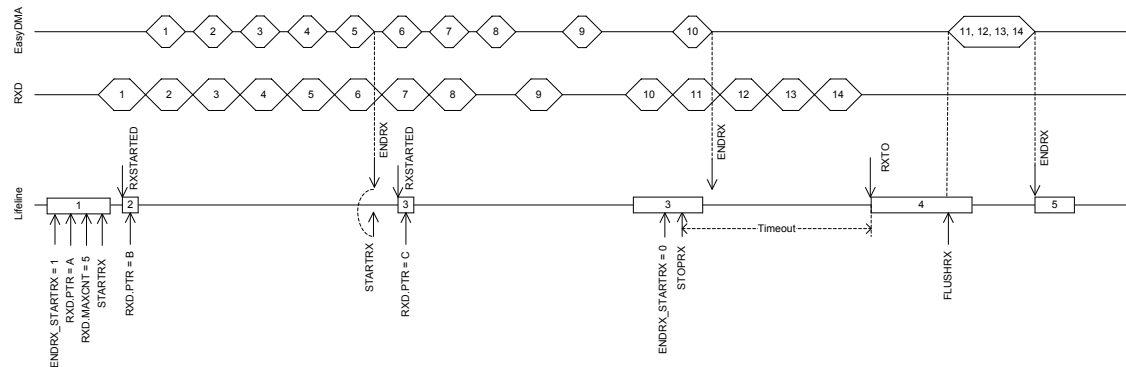 EasyDMA
1
2
3
4
5
6
7
8
9
10
11, 12, 13, 14
RXD
1
2
3
4
5
6
7
8
9
10
11
12
13
14
RXSTARTED
ENDRX
RXSTARTED
ENDRX
RXTO
ENDRX
Lifeline
1
2
3
3
4
5
Timeout
ENDRX_STARTRX = 1
RXD.PTR = A
RXD.MAXCNT = 5
STARTRX
RXD.PTR = B
STARTRX
RXD.PTR = C
ENDRX_STARTRX = 0
STOPRX
FLUSHRX